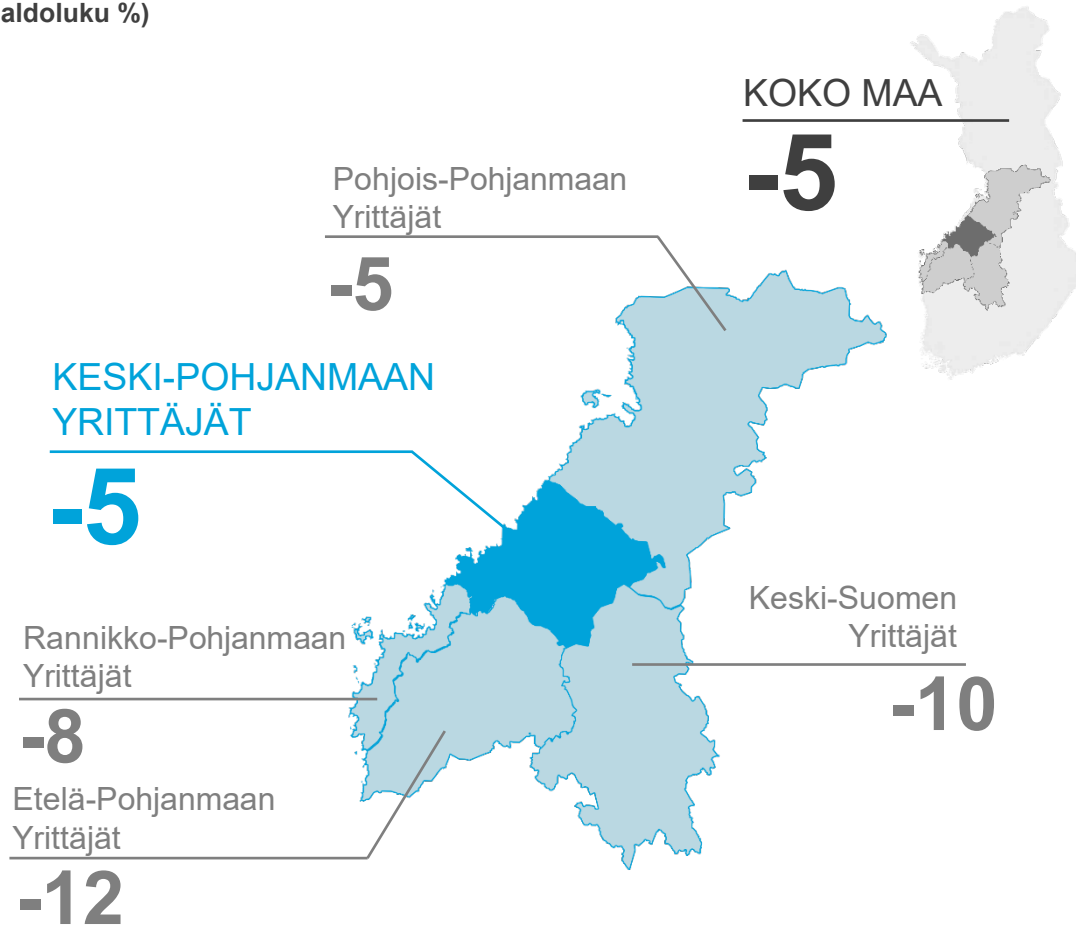 aldoluku %)
KOKO MAA
-5
Pohjois-Pohjanmaan
Yrittäjät
-5
KESKI-POHJANMAAN
YRITTÄJÄT
-5
Keski-Suomen
Yrittäjät
-10
Rannikko-Pohjanmaan
Yrittäjät
-8
Etelä-Pohjanmaan
Yrittäjät
-12